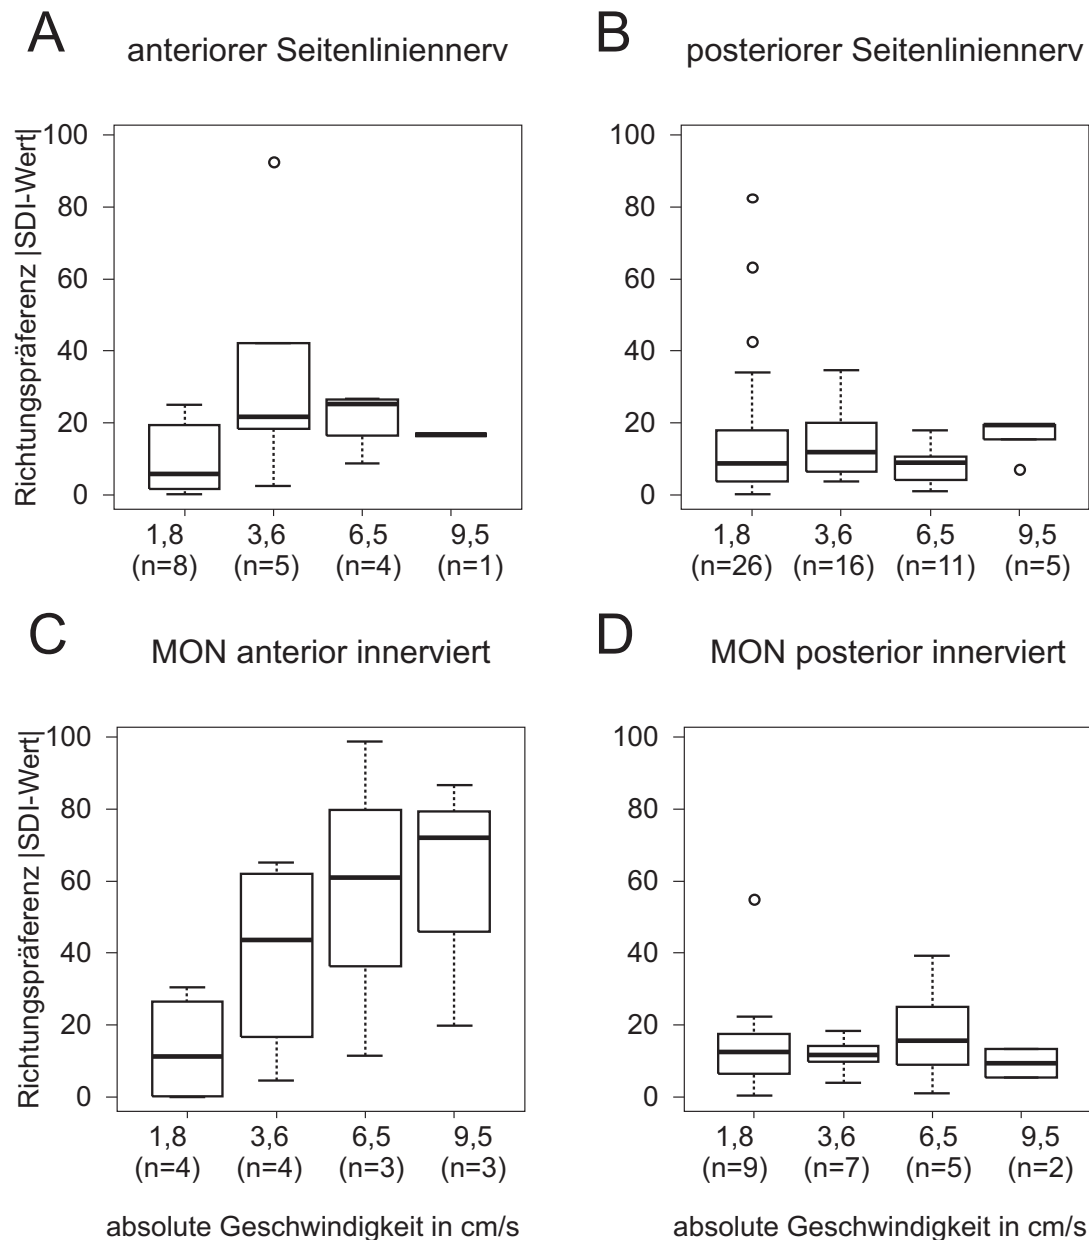 A anteriorer Seitenliniennerv
Richtungspräferenz |SDI-Wert|
100
80
60
40
20
0
1,8 3,6 6,5 9,5
(n=8) (n=5) (n=4) (n=1)
B posteriorer Seitenliniennerv
100
80
60
40
20
0
1,8 3,6 6,5 9,5
(n=26) (n=16) (n=11) (n=5)
C MON anterior innerviert
Richtungspräferenz |SDI-Wert|
100
80
60
40
20
0
1,8 3,6 6,5 9,5
(n=4) (n=4) (n=3) (n=3)
absolute Geschwindigkeit in cm/s
D MON posterior innerviert
100
80
60
40
20
0
1,8 3,6 6,5 9,5
(n=9) (n=7) (n=5) (n=2)
absolute Geschwindigkeit in cm/s